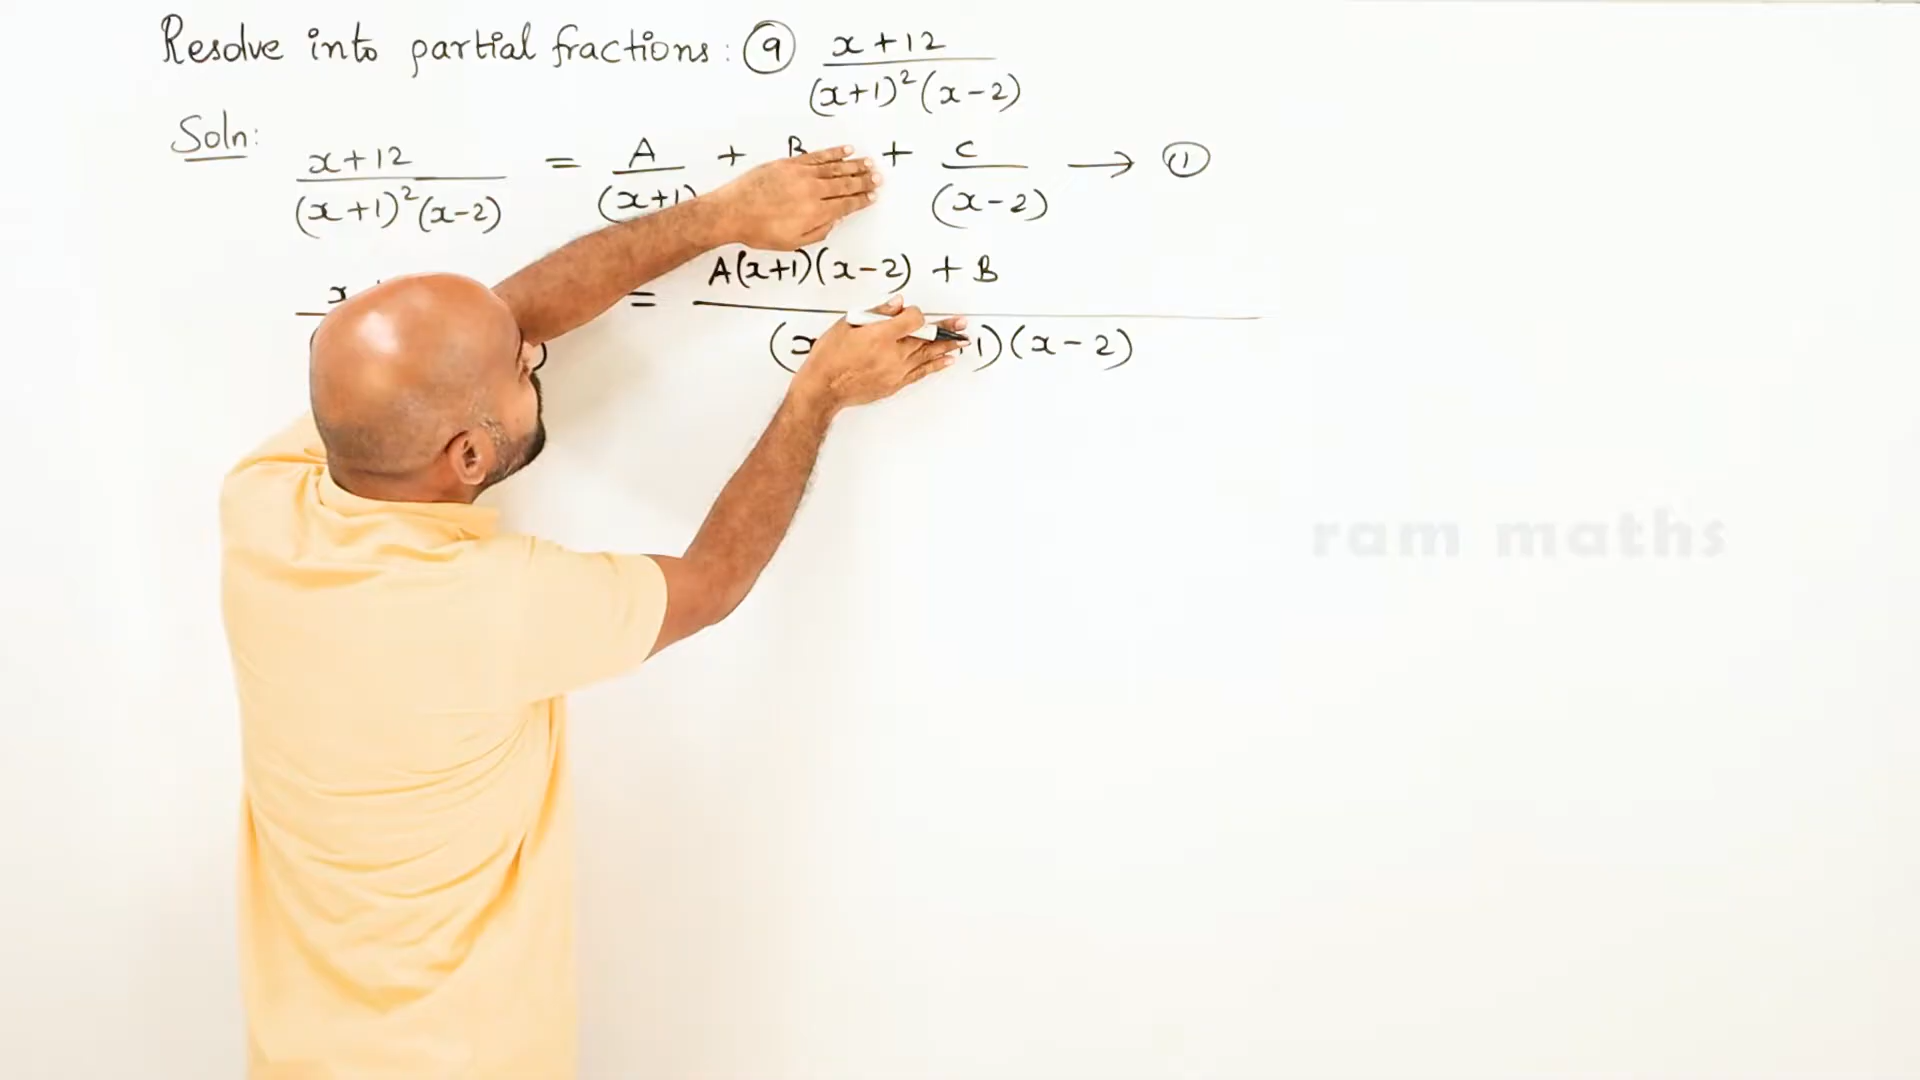 Resolve into partial fractions: ⑨ x+12 / (x+1)²(x-2)
Soln:
x+12 / (x+1)²(x-2) = A / (x+1) + B + C / (x-2) → ①
x = A(x+1)(x-2) + B / (x 1)(x-2)
ram maths